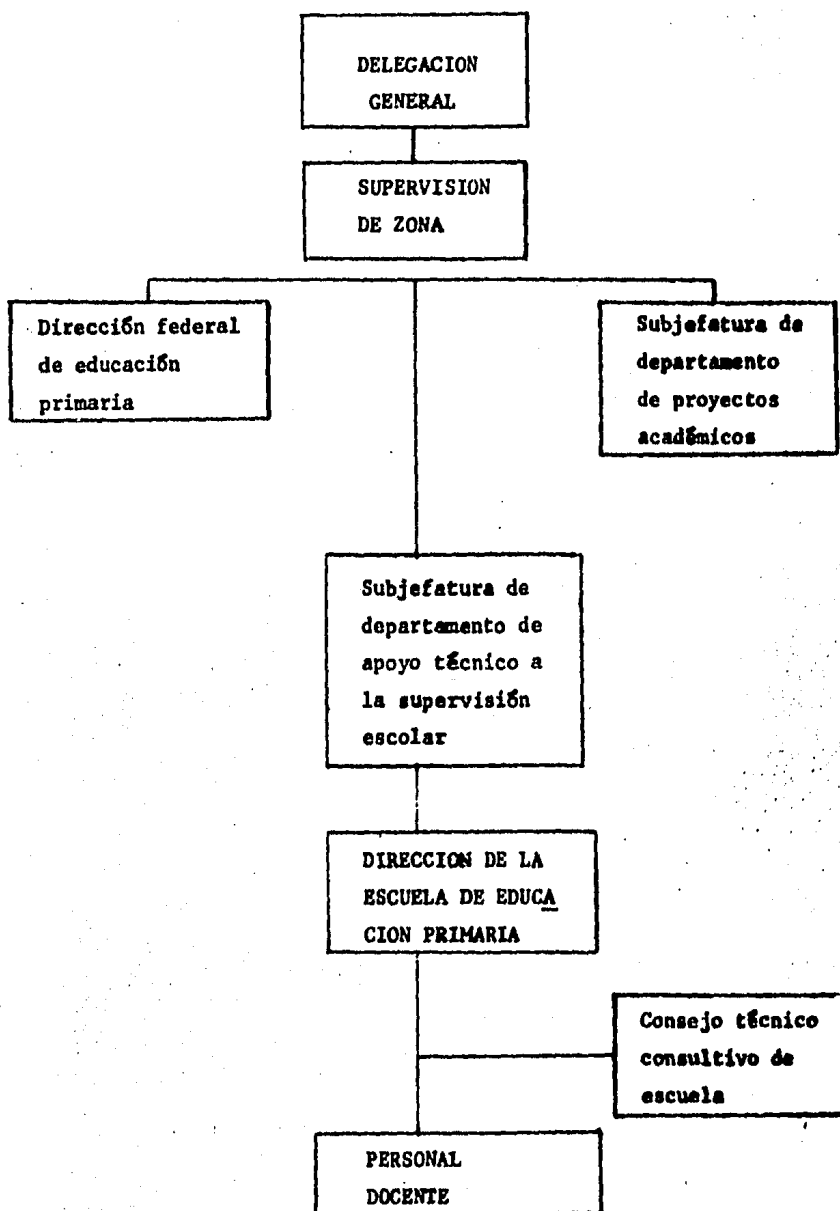 DELEGACION
GENERAL
SUPERVISION
DE ZONA
Dirección federal
de educación
primaria
Subjefatura de
departamento
de proyectos
académicos
Subjefatura de
departamento de
apoyo técnico a
la supervisión
escolar
DIRECCION DE LA
ESCUELA DE EDUCA
CION PRIMARIA
Consejo técnico
consultivo de
escuela
PERSONAL
DOCENTE